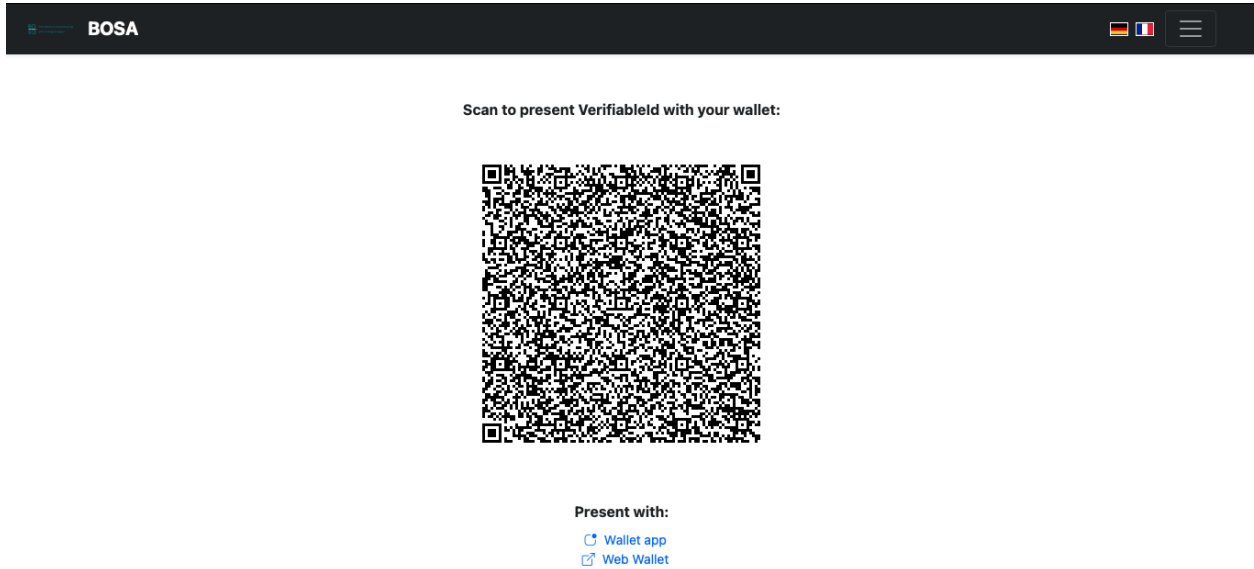 BOSA
Scan to present VerifiableId with your wallet:
Present with:
Wallet app
Web Wallet